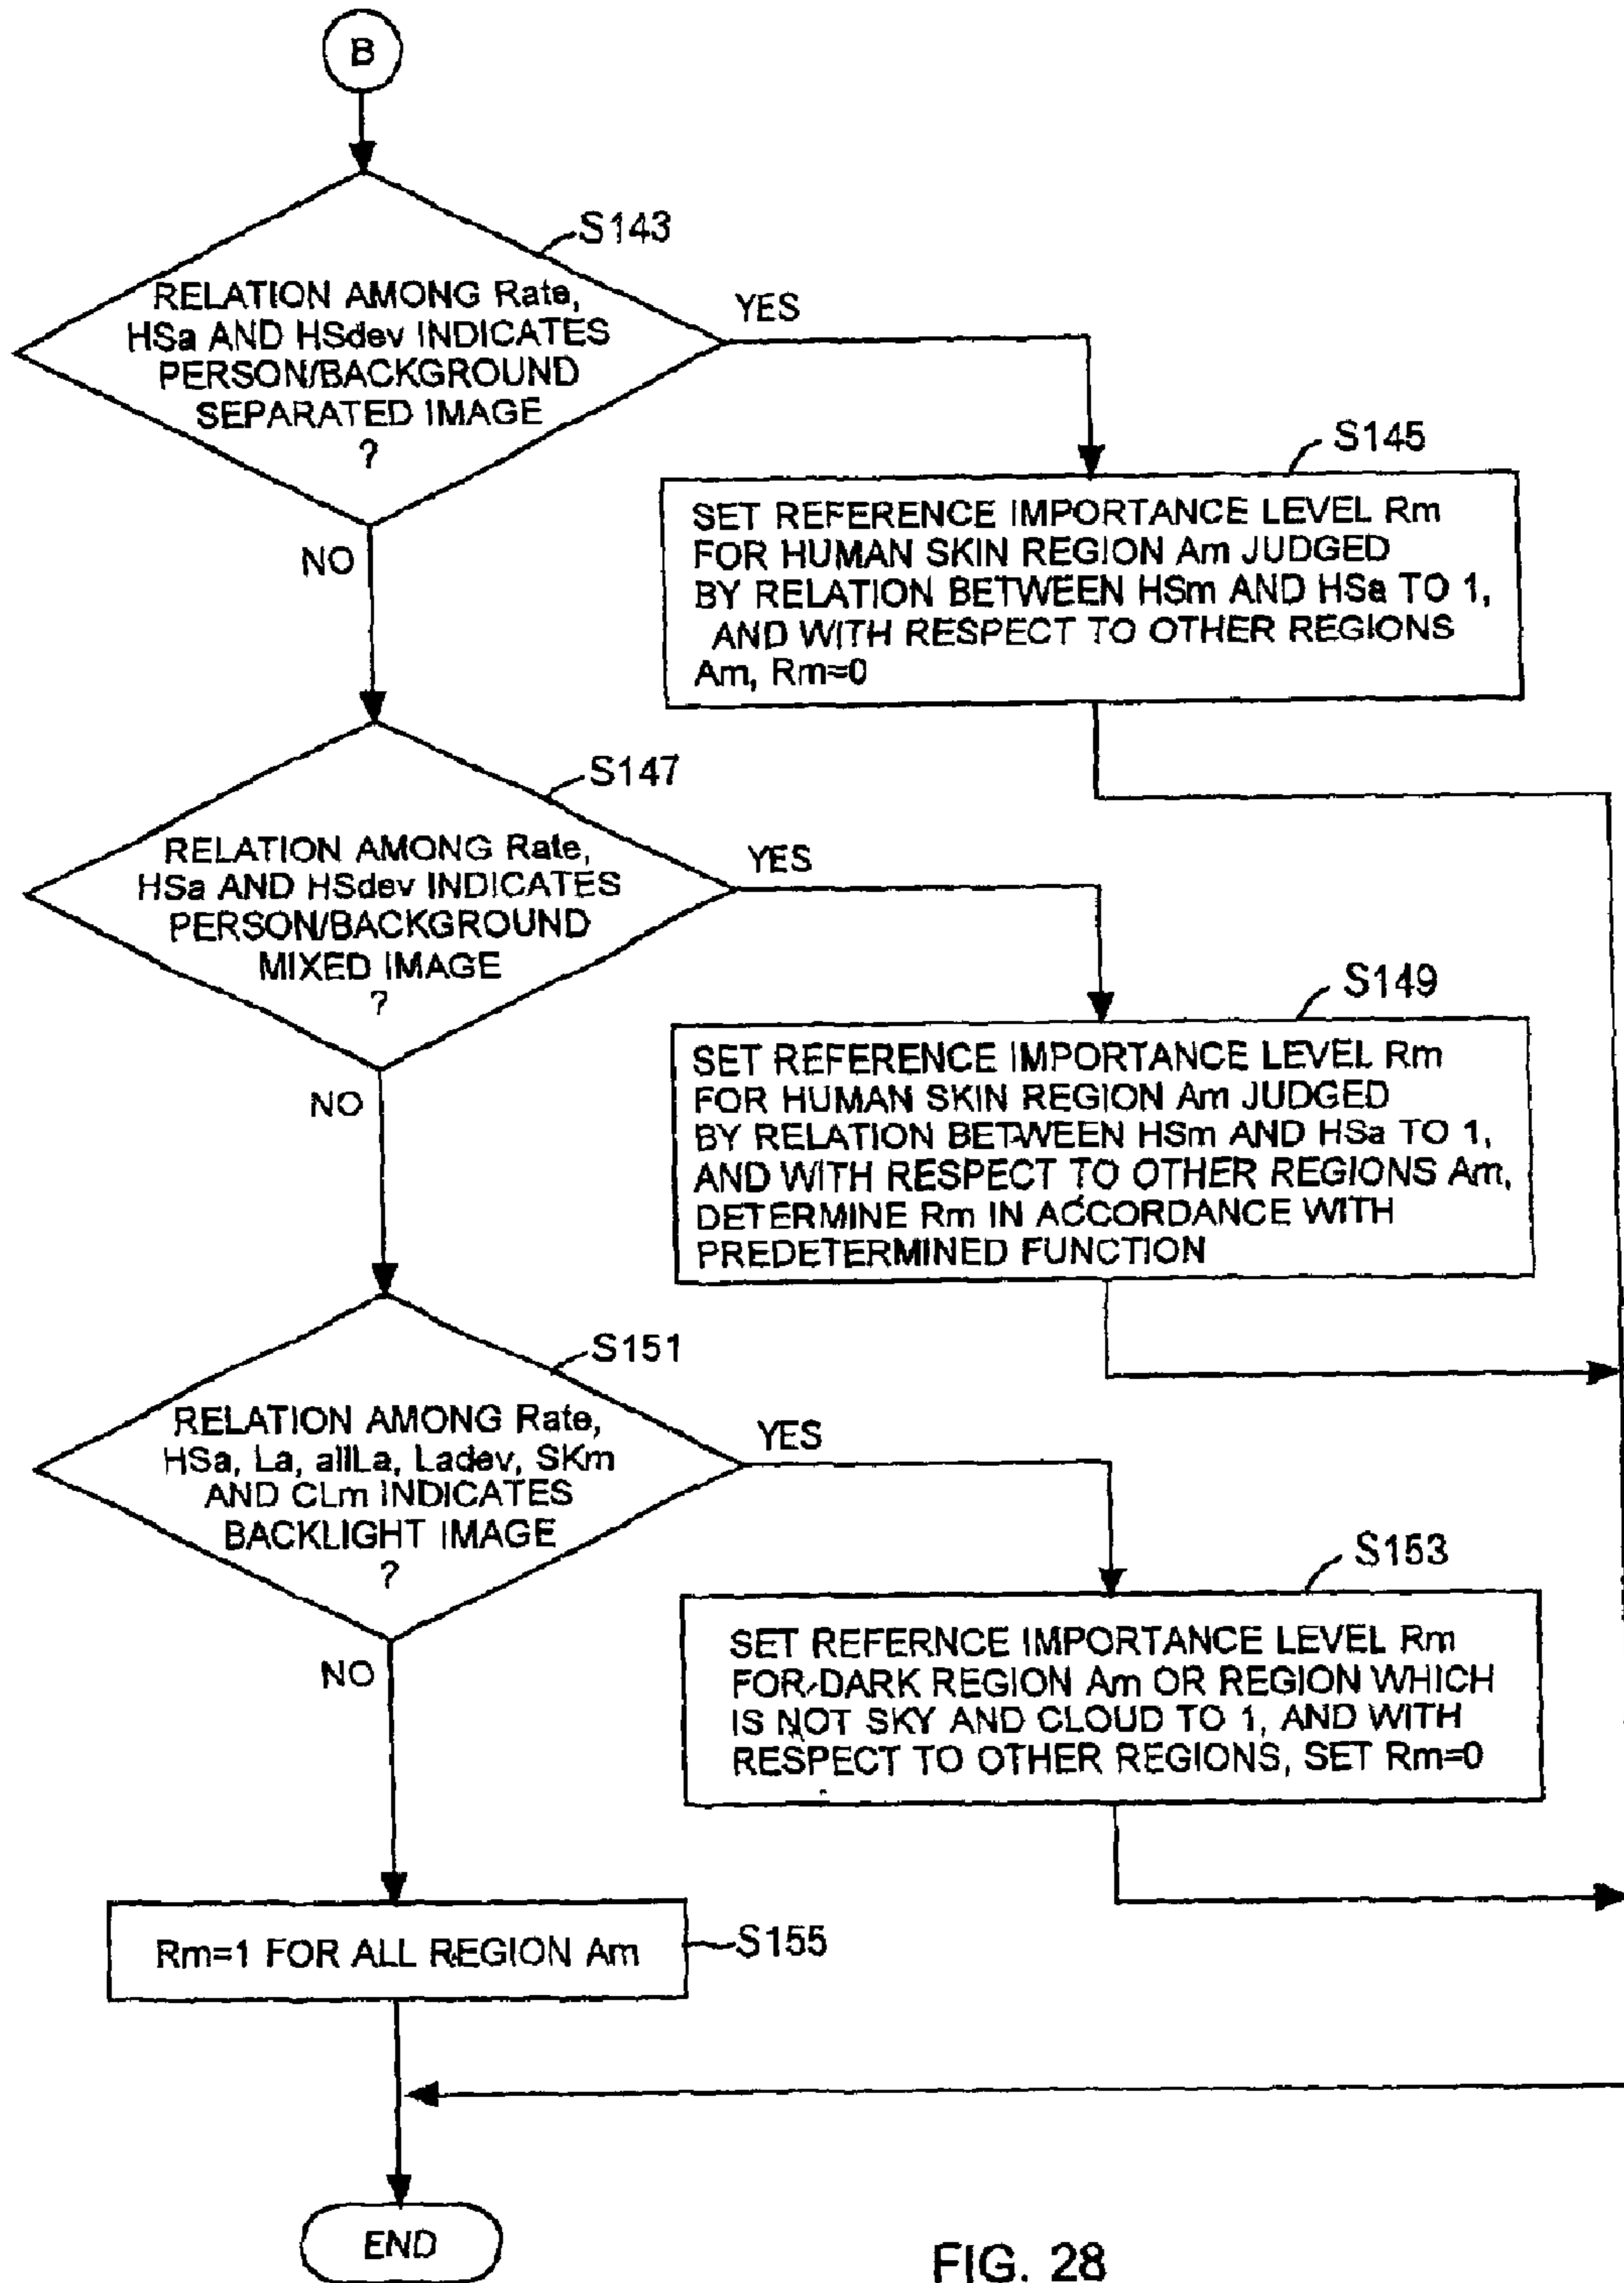 B
S143
RELATION AMONG Rate,
HSa AND HSdev INDICATES
PERSON/BACKGROUND
SEPARATED IMAGE
?
YES
NO
S145
SET REFERENCE IMPORTANCE LEVEL Rm
FOR HUMAN SKIN REGION Am JUDGED
BY RELATION BETWEEN HSm AND HSa TO 1,
AND WITH RESPECT TO OTHER REGIONS
Am, Rm=0
S147
RELATION AMONG Rate,
HSa AND HSdev INDICATES
PERSON/BACKGROUND
MIXED IMAGE
?
YES
NO
S149
SET REFERENCE IMPORTANCE LEVEL Rm
FOR HUMAN SKIN REGION Am JUDGED
BY RELATION BETWEEN HSm AND HSa TO 1,
AND WITH RESPECT TO OTHER REGIONS Am,
DETERMINE Rm IN ACCORDANCE WITH
PREDETERMINED FUNCTION
S151
RELATION AMONG Rate,
HSa, La, allLa, Ladev, SKm
AND CLm INDICATES
BACKLIGHT IMAGE
?
YES
NO
S153
SET REFERNCE IMPORTANCE LEVEL Rm
FOR DARK REGION Am OR REGION WHICH
IS NOT SKY AND CLOUD TO 1, AND WITH
RESPECT TO OTHER REGIONS, SET Rm=0
Rm=1 FOR ALL REGION Am
S155
END
FIG. 28